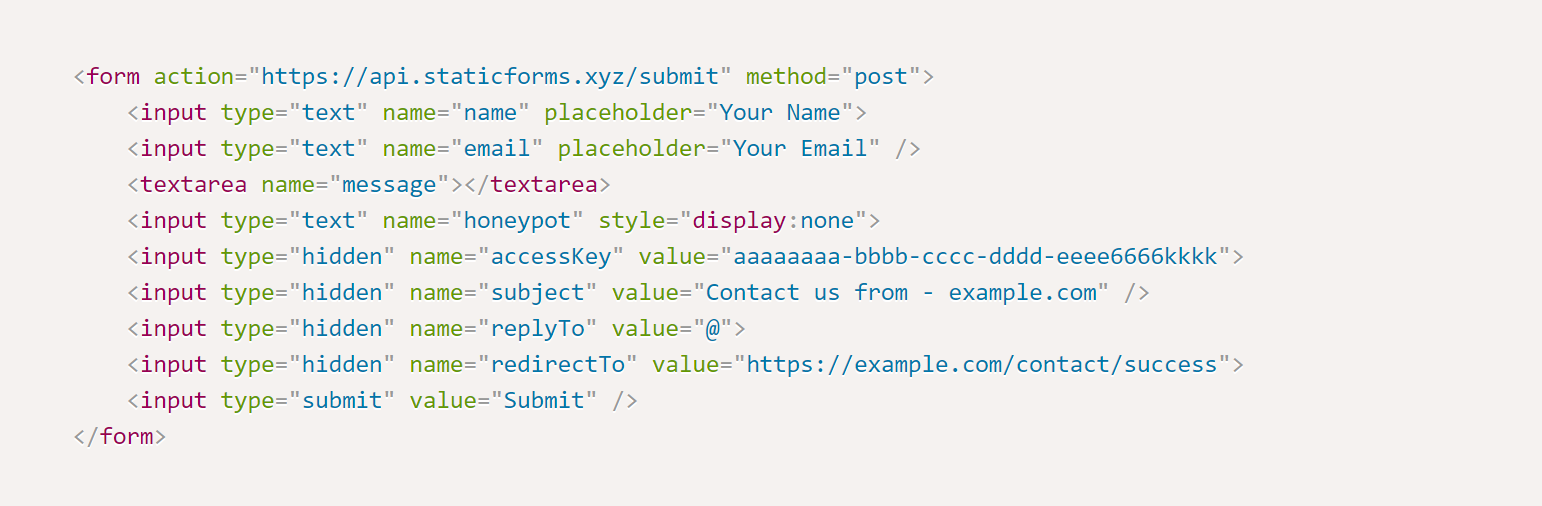 <form action="https://api.staticforms.xyz/submit" method="post">
    <input type="text" name="name" placeholder="Your Name">
    <input type="text" name="email" placeholder="Your Email" />
    <textarea name="message"></textarea>
    <input type="text" name="honeypot" style="display:none">
    <input type="hidden" name="accessKey" value="aaaaaaaa-bbbb-cccc-dddd-eeee6666kkkk">
    <input type="hidden" name="subject" value="Contact us from - example.com" />
    <input type="hidden" name="replyTo" value="@">
    <input type="hidden" name="redirectTo" value="https://example.com/contact/success">
    <input type="submit" value="Submit" />
</form>